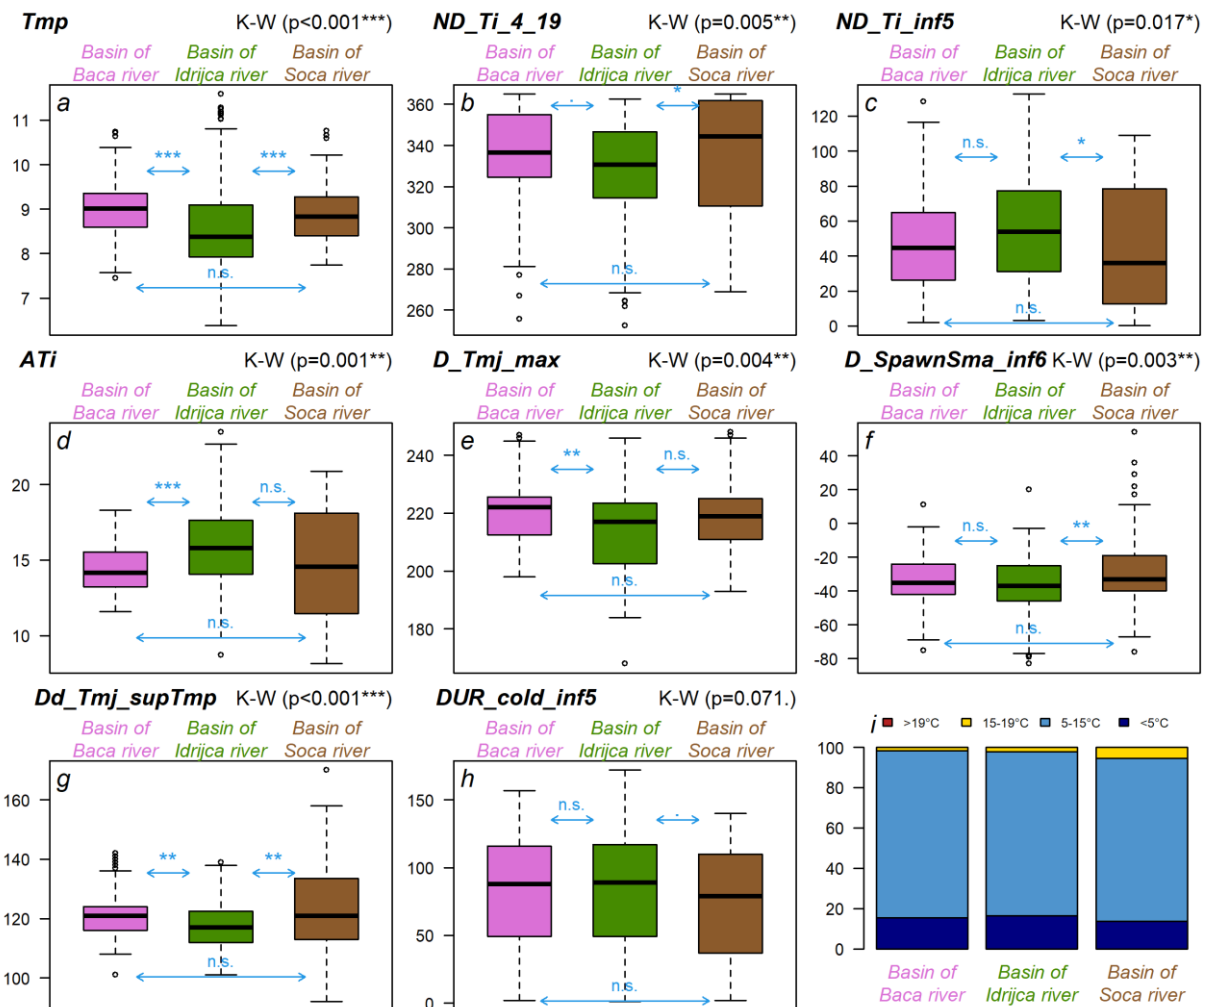 Tmp K-W (p<0.001***) ND_Ti_4_19 K-W (p=0.005**) ND_Ti_inf5 K-W (p=0.017*)
Basin of Basin of Basin of Basin of Basin of Basin of Basin of Basin of Basin of
Baca river Idrijca river Soca river Baca river Idrijca river Soca river Baca river Idrijca river Soca river
a
11
10
9
8
7
***
***
n.s.
b
360
340
320
300
280
260
.
*
n.s.
c
120
100
80
60
40
20
0
n.s.
*
n.s.
ATi K-W (p=0.001**) D_Tmj_max K-W (p=0.004**) D_SpawnSma_inf6 K-W (p=0.003**)
Basin of Basin of Basin of Basin of Basin of Basin of Basin of Basin of Basin of
Baca river Idrijca river Soca river Baca river Idrijca river Soca river Baca river Idrijca river Soca river
d
20
15
10
***
n.s.
n.s.
e
240
220
200
180
**
n.s.
n.s.
f
40
20
0
-20
-40
-60
-80
n.s.
**
n.s.
Dd_Tmj_supTmp K-W (p<0.001***) DUR_cold_inf5 K-W (p=0.071.)
Basin of Basin of Basin of Basin of Basin of Basin of
Baca river Idrijca river Soca river Baca river Idrijca river Soca river
g
160
140
120
100
**
**
n.s.
h
150
100
50
0
n.s.
.
n.s.
i >19°C 15-19°C 5-15°C <5°C
100
80
60
40
20
0
Basin of Basin of Basin of
Baca river Idrijca river Soca river